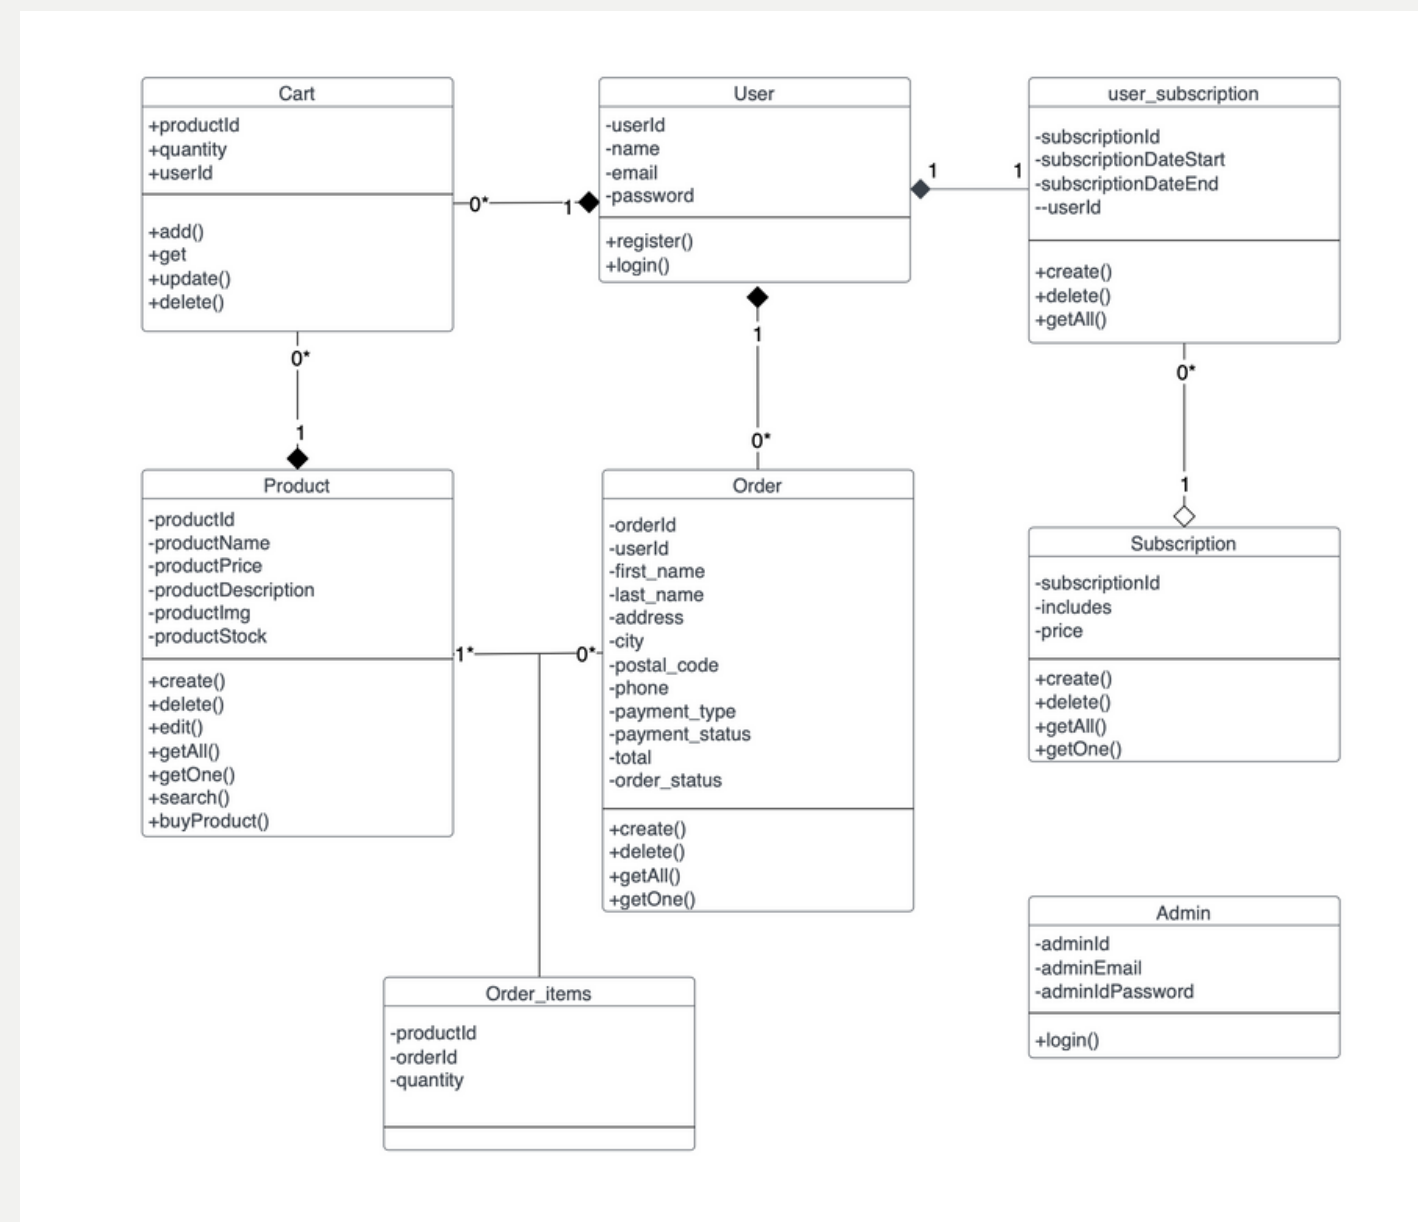 Cart
+productId
+quantity
+userId
+add()
+get
+update()
+delete()
0*
1
User
-userId
-name
-email
-password
+register()
+login()
1
1
user_subscription
-subscriptionId
-subscriptionDateStart
-subscriptionDateEnd
--userId
+create()
+delete()
+getAll()
0*
1
1
0*
0*
1
Product
-productId
-productName
-productPrice
-productDescription
-productImg
-productStock
+create()
+delete()
+edit()
+getAll()
+getOne()
+search()
+buyProduct()
1*
0*
Order
-orderId
-userId
-first_name
-last_name
-address
-city
-postal_code
-phone
-payment_type
-payment_status
-total
-order_status
+create()
+delete()
+getAll()
+getOne()
Subscription
-subscriptionId
-includes
-price
+create()
+delete()
+getAll()
+getOne()
Order_items
-productId
-orderId
-quantity
Admin
-adminId
-adminEmail
-adminIdPassword
+login()